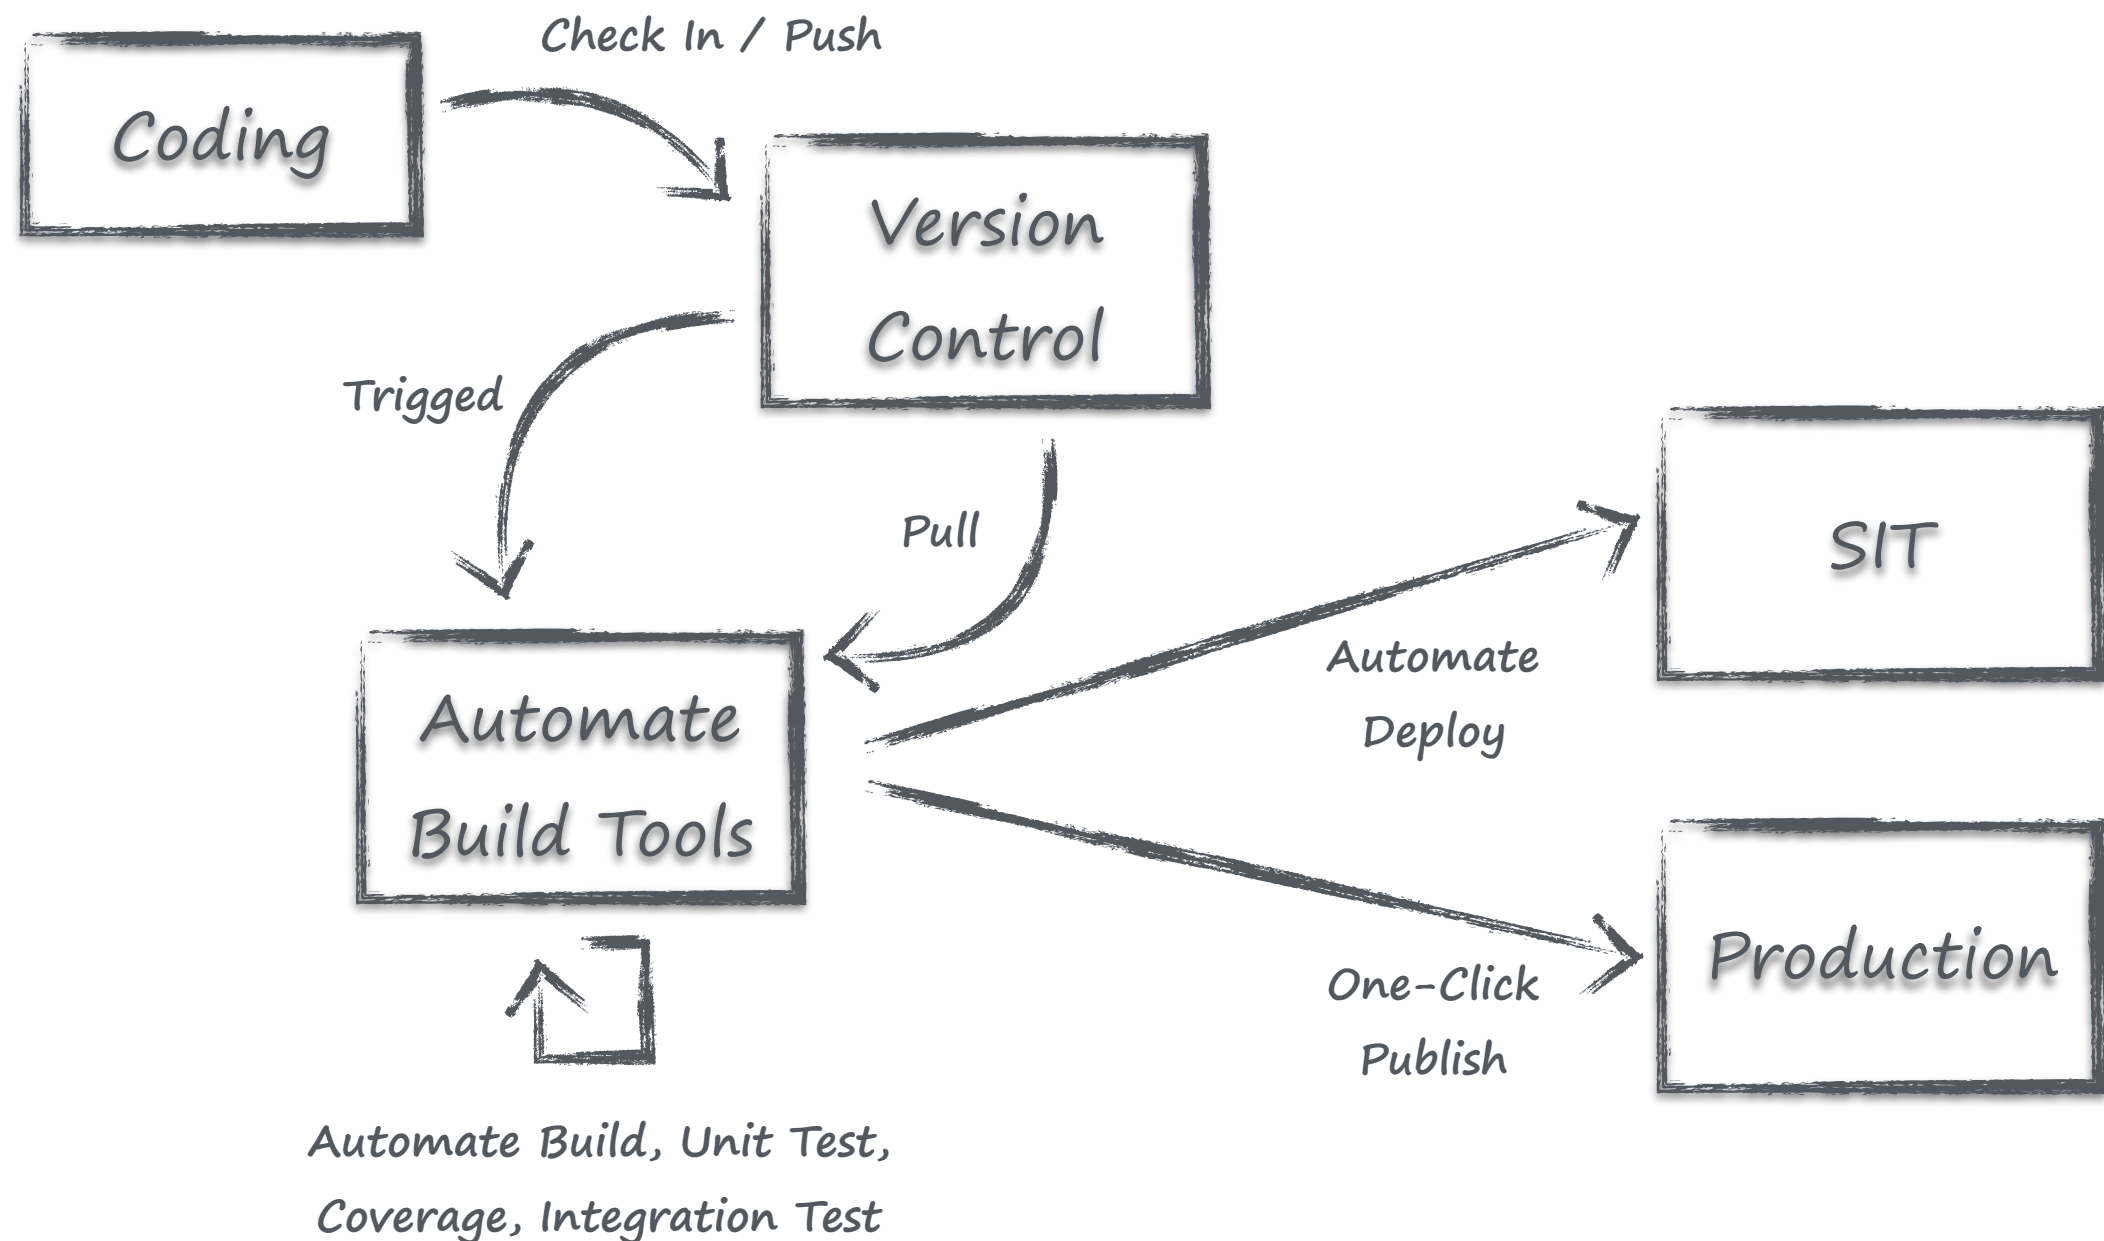 Check In / Push
Coding
Version
Control
Trigged
Pull
SIT
Automate
Deploy
Automate
Build Tools
Production
One-Click
Publish
Automate Build, Unit Test,
Coverage, Integration Test